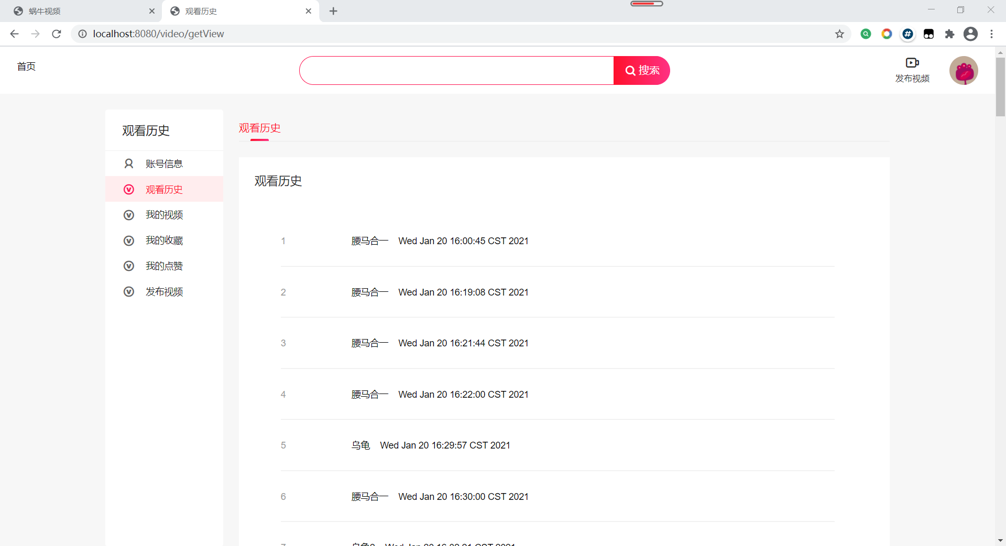 蜗牛视频
观看历史
localhost:8080/video/getView
首页
搜索
发布视频
观看历史
账号信息
观看历史
我的视频
我的收藏
我的点赞
发布视频
观看历史
观看历史
1 腰马合一 Wed Jan 20 16:00:45 CST 2021
2 腰马合一 Wed Jan 20 16:19:08 CST 2021
3 腰马合一 Wed Jan 20 16:21:44 CST 2021
4 腰马合一 Wed Jan 20 16:22:00 CST 2021
5 乌龟 Wed Jan 20 16:29:57 CST 2021
6 腰马合一 Wed Jan 20 16:30:00 CST 2021